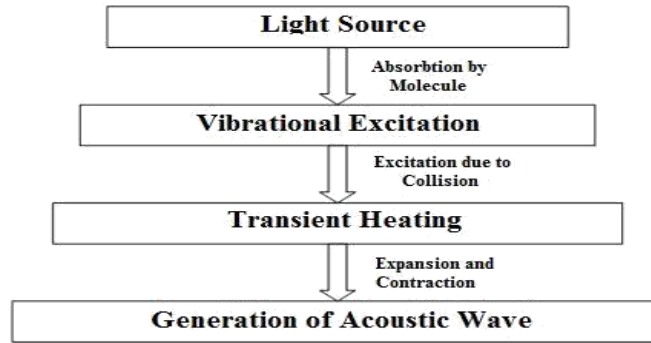 Light Source
Absorbtion by
Molecule
Vibrational Excitation
Excitation due to
Collision
Transient Heating
Expansion and
Contraction
Generation of Acoustic Wave